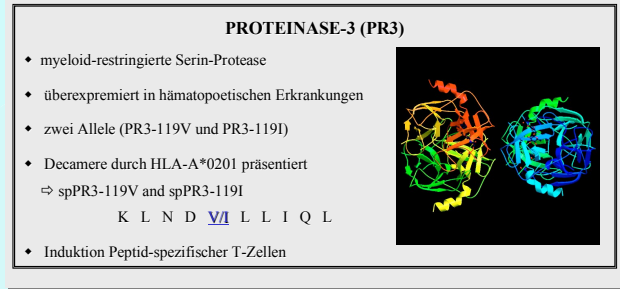 PROTEINASE-3 (PR3)
◆ myeloid-restringierte Serin-Protease
◆ überexpremiert in hämatopoetischen Erkrankungen
◆ zwei Allele (PR3-119V und PR3-119I)
◆ Decamere durch HLA-A*0201 präsentiert
⇨ spPR3-119V and spPR3-119I
K L N D V/I L L I Q L
◆ Induktion Peptid-spezifischer T-Zellen